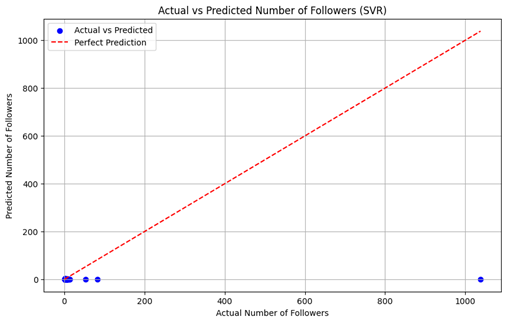 Actual vs Predicted Number of Followers (SVR)
Actual vs Predicted
Perfect Prediction
1000
800
600
400
200
0
Predicted Number of Followers
0 200 400 600 800 1000
Actual Number of Followers